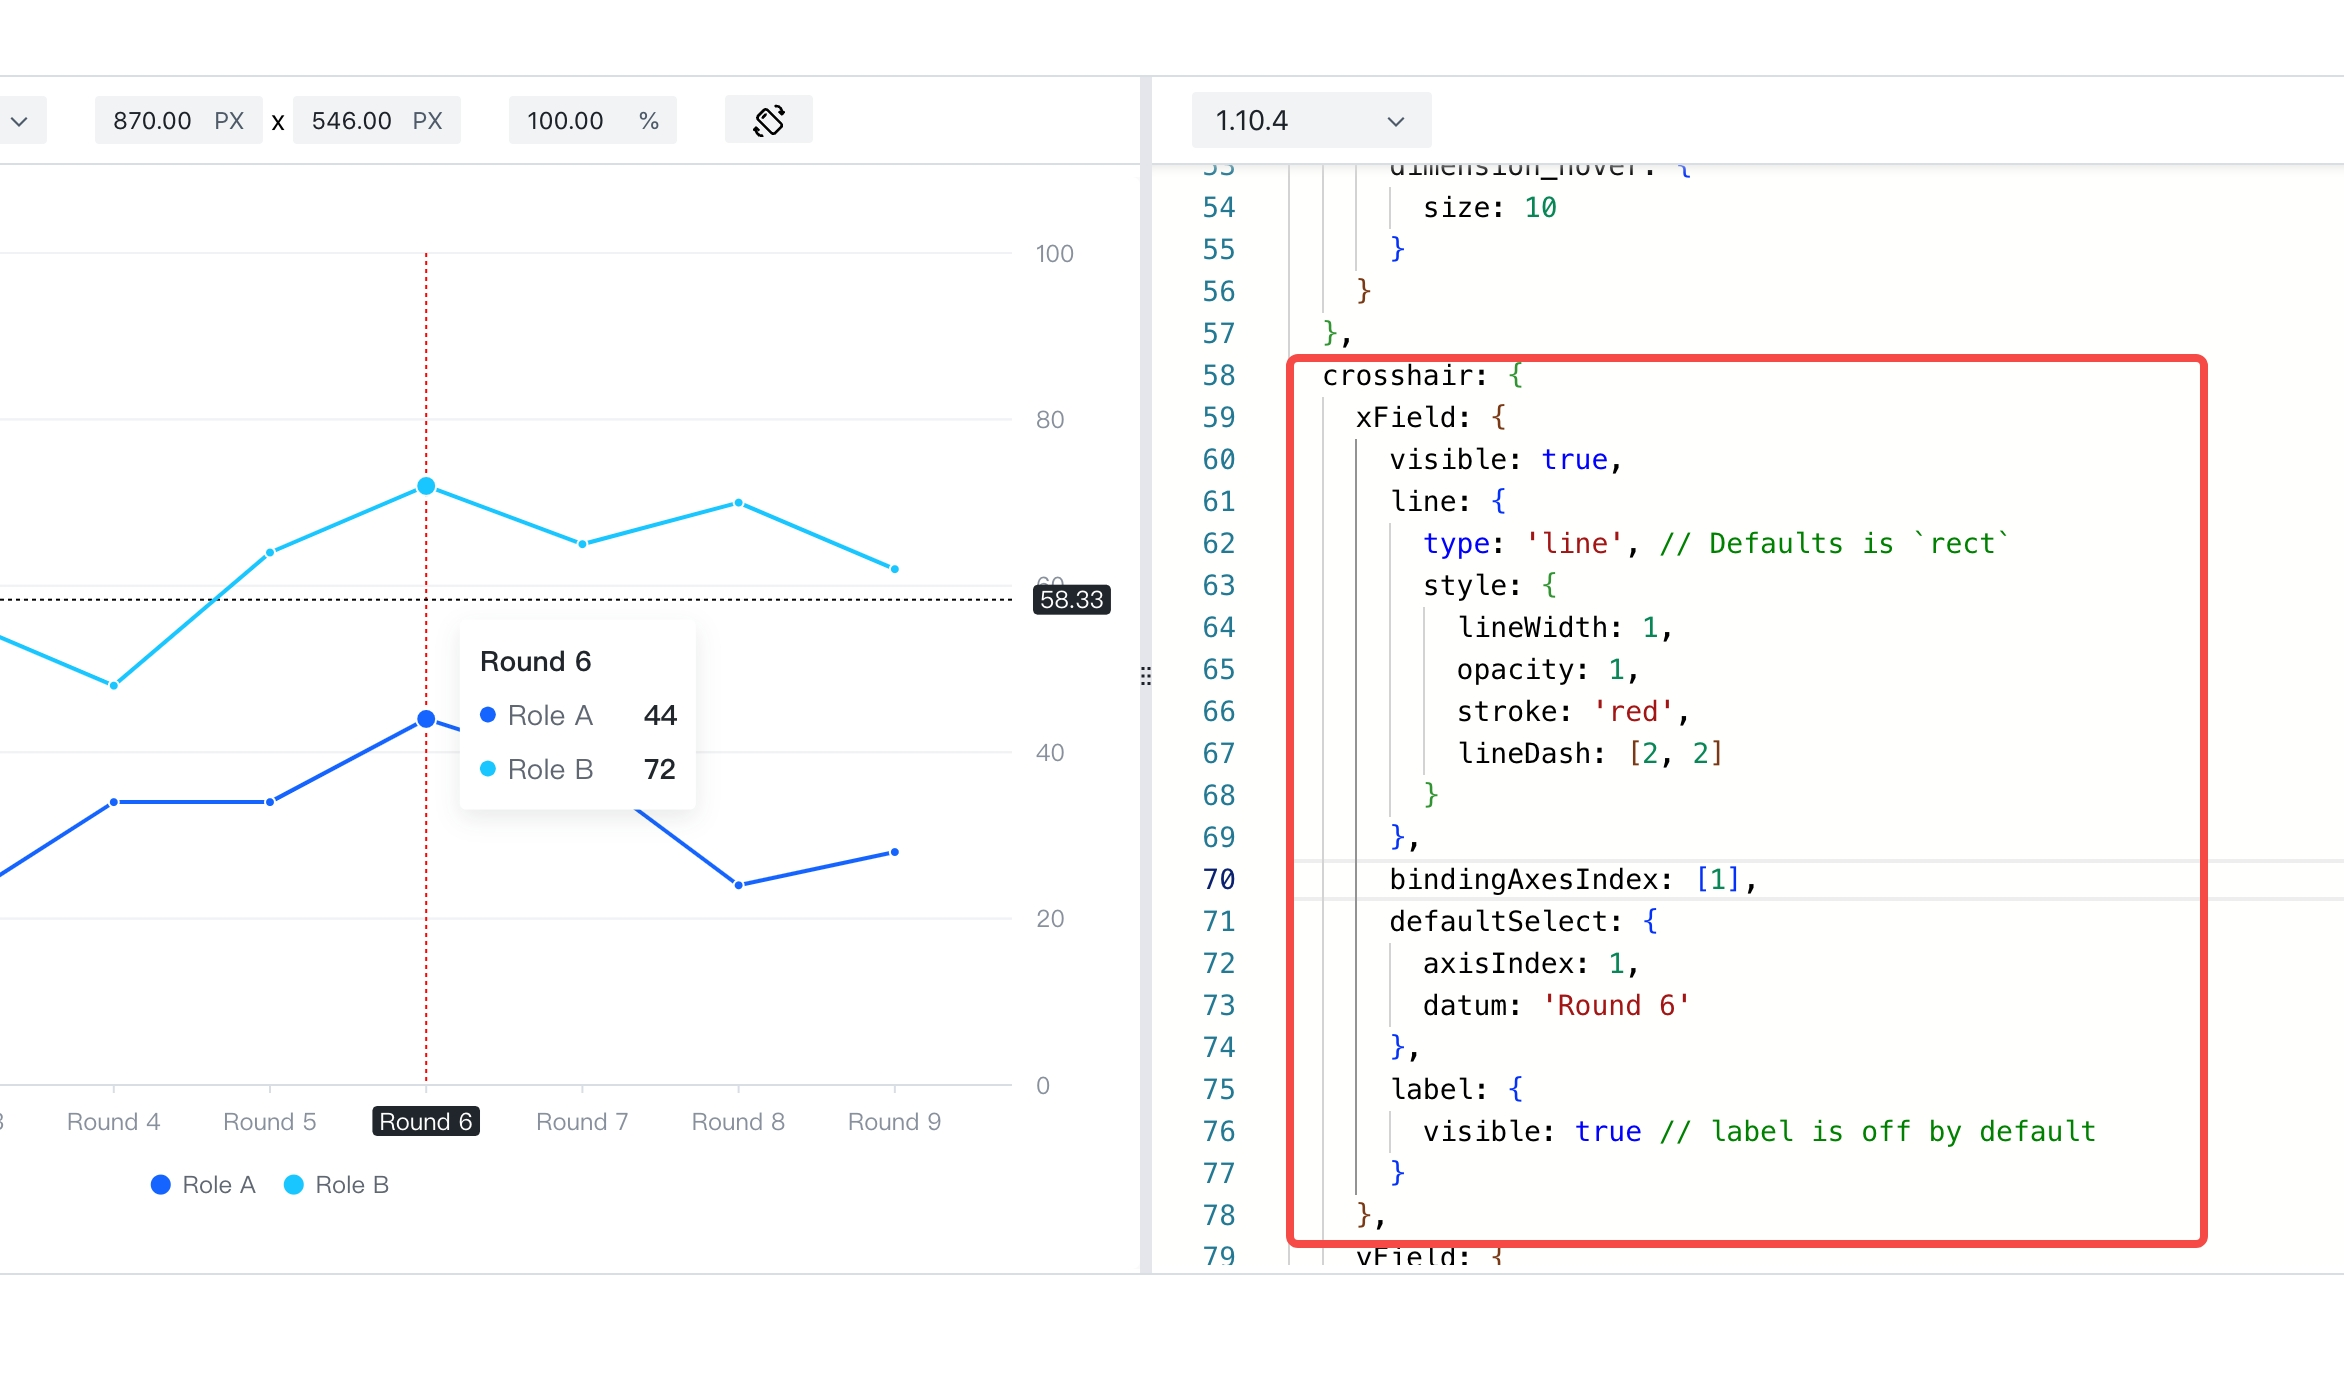 870.00 PX x 546.00 PX 100.00 %
100
80
60
58.33
40
20
0
Round 6
Role A 44
Role B 72
Round 4 Round 5 Round 6 Round 7 Round 8 Round 9
Role A Role B
1.10.4
53 dimension_hover: {
54 size: 10
55 }
56 }
57 },
58 crosshair: {
59 xField: {
60 visible: true,
61 line: {
62 type: 'line', // Defaults is `rect`
63 style: {
64 lineWidth: 1,
65 opacity: 1,
66 stroke: 'red',
67 lineDash: [2, 2]
68 }
69 },
70 bindingAxesIndex: [1],
71 defaultSelect: {
72 axisIndex: 1,
73 datum: 'Round 6'
74 },
75 label: {
76 visible: true // label is off by default
77 }
78 },
79 yField: {